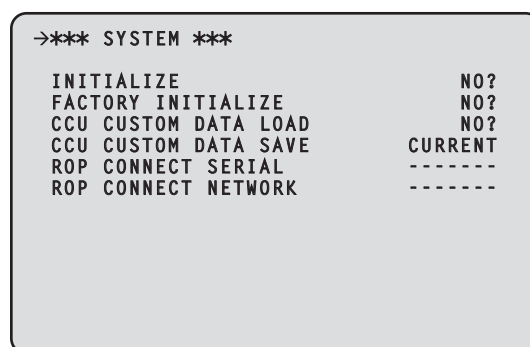 →*** SYSTEM ***
INITIALIZE NO?
FACTORY INITIALIZE NO?
CCU CUSTOM DATA LOAD NO?
CCU CUSTOM DATA SAVE CURRENT
ROP CONNECT SERIAL -------
ROP CONNECT NETWORK -------